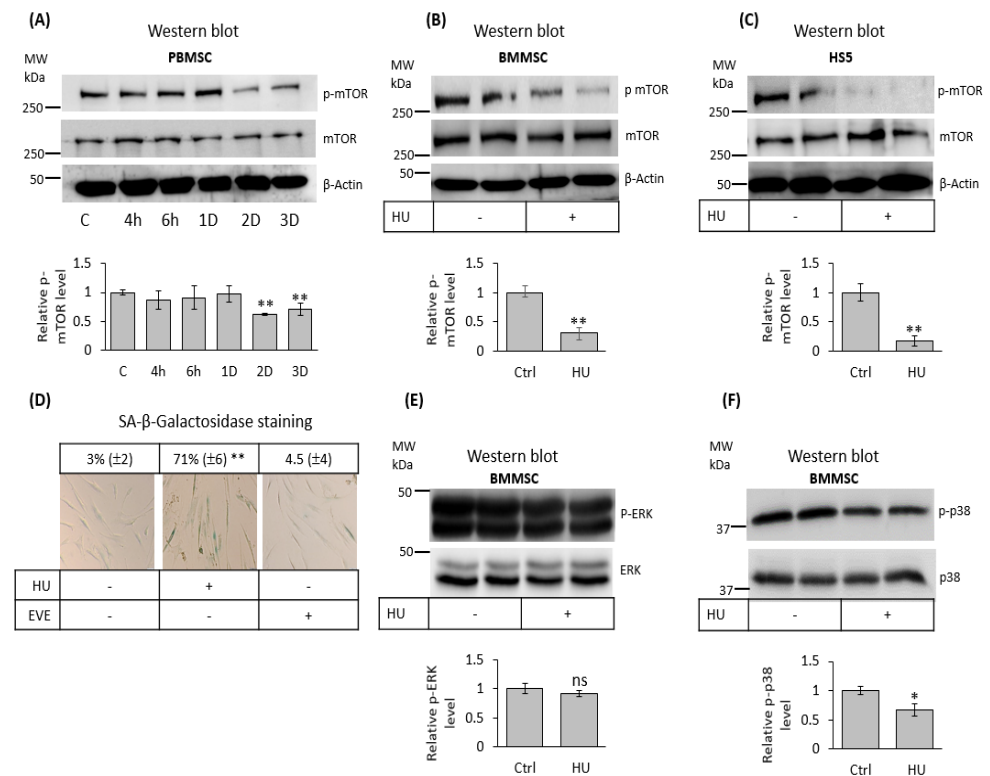 (A)
Western blot
PBMSC
MW
kDa
p-mTOR
250
mTOR
250
50
β-Actin
C 4h 6h 1D 2D 3D
Relative p-
mTOR level
1.5
1
0.5
0
** **
C 4h 6h 1D 2D 3D
(B)
Western blot
BMMSC
MW
kDa
p mTOR
250
mTOR
250
50
β-Actin
HU - +
Relative p-
mTOR level
1.5
1
0.5
0
**
Ctrl HU
(C)
Western blot
HS5
MW
kDa
p-mTOR
250
mTOR
250
50
β-Actin
HU - +
Relative p-
mTOR level
1.5
1
0.5
0
**
Ctrl HU
(D)
SA-β-Galactosidase staining
3% (±2) 71% (±6) ** 4.5 (±4)
HU - + -
EVE - - +
(E)
Western blot
BMMSC
MW
kDa
50
P-ERK
50
ERK
HU - +
Relative p-ERK
level
1.5
1
0.5
0
ns
Ctrl HU
(F)
Western blot
BMMSC
MW
kDa
p-p38
37
p38
37
HU - +
Relative p-p38
level
1.5
1
0.5
0
*
Ctrl HU